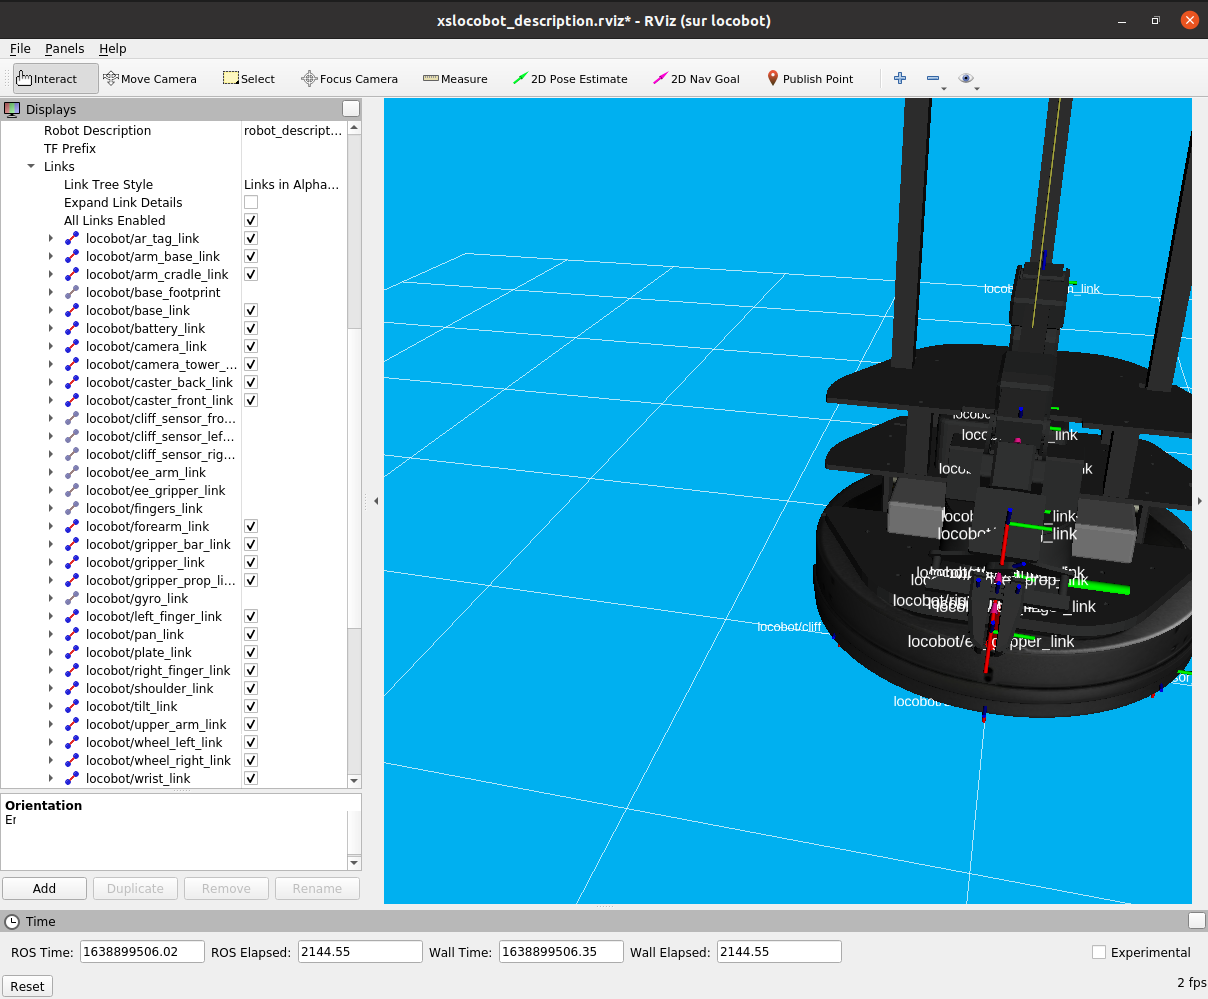 xslocobot_description.rviz* - RViz (sur locobot)
File Panels Help
Interact Move Camera Select Focus Camera Measure 2D Pose Estimate 2D Nav Goal Publish Point
Displays
Robot Description robot_descript...
TF Prefix
Links
Link Tree Style Links in Alpha...
Expand Link Details
All Links Enabled
locobot/ar_tag_link
locobot/arm_base_link
locobot/arm_cradle_link
locobot/base_footprint
locobot/base_link
locobot/battery_link
locobot/camera_link
locobot/camera_tower_...
locobot/caster_back_link
locobot/caster_front_link
locobot/cliff_sensor_fro...
locobot/cliff_sensor_lef...
locobot/cliff_sensor_rig...
locobot/ee_arm_link
locobot/ee_gripper_link
locobot/fingers_link
locobot/forearm_link
locobot/gripper_bar_link
locobot/gripper_link
locobot/gripper_prop_li...
locobot/gyro_link
locobot/left_finger_link
locobot/pan_link
locobot/plate_link
locobot/right_finger_link
locobot/shoulder_link
locobot/tilt_link
locobot/upper_arm_link
locobot/wheel_left_link
locobot/wheel_right_link
locobot/wrist_link
Orientation
Add Duplicate Remove Rename
locobot/cliff
Time
ROS Time: 1638899506.02 ROS Elapsed: 2144.55 Wall Time: 1638899506.35 Wall Elapsed: 2144.55 Experimental
Reset 2 fps